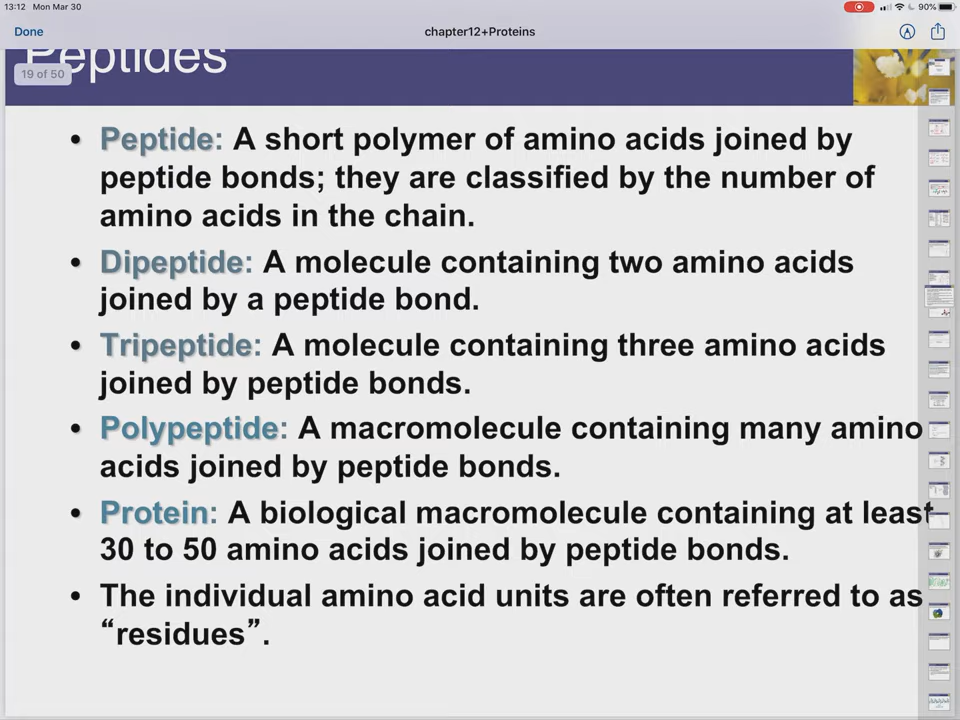 13:12 Mon Mar 30
90%
Done
chapter12+Proteins
Peptides
19 of 50
• Peptide: A short polymer of amino acids joined by
peptide bonds; they are classified by the number of
amino acids in the chain.
• Dipeptide: A molecule containing two amino acids
joined by a peptide bond.
• Tripeptide: A molecule containing three amino acids
joined by peptide bonds.
• Polypeptide: A macromolecule containing many amino
acids joined by peptide bonds.
• Protein: A biological macromolecule containing at least
30 to 50 amino acids joined by peptide bonds.
• The individual amino acid units are often referred to as
“residues”.